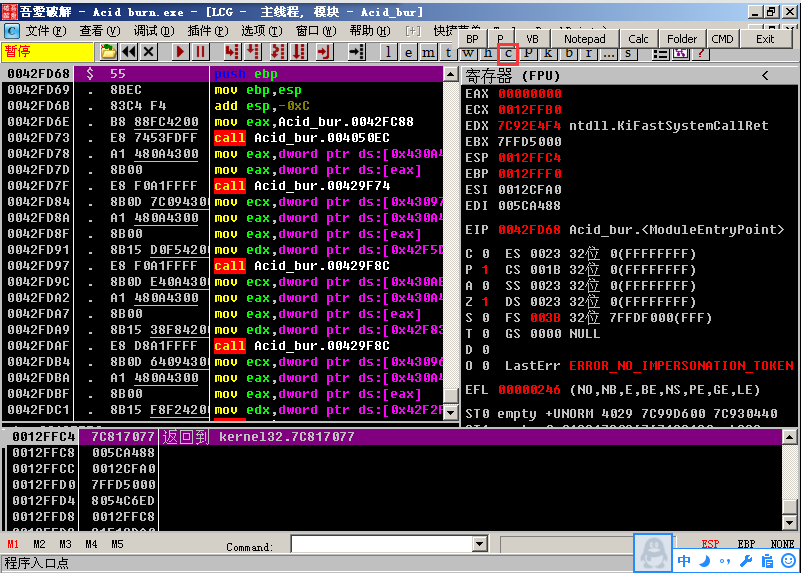 吾愛破解 - Acid burn.exe - [LCG - 主线程, 模块 - Acid_bur]
文件(F) 查看(V) 调试(D) 插件(P) 选项(T) 窗口(W) 帮助(H) [+] 快捷菜
BP P VB Notepad Calc Folder CMD Exit
暂停
l e m t w h c P k b r ... s
?
0042FD68 $ 55 push ebp
0042FD69 . 8BEC mov ebp,esp
0042FD6B . 83C4 F4 add esp,-0xC
0042FD6E . B8 88FC4200 mov eax,Acid_bur.0042FC88
0042FD73 . E8 7453FDFF call Acid_bur.004050EC
0042FD78 . A1 480A4300 mov eax,dword ptr ds:[0x430A4
0042FD7D . 8B00 mov eax,dword ptr ds:[eax]
0042FD7F . E8 F0A1FFFF call Acid_bur.00429F74
0042FD84 . 8B0D 7C094300 mov ecx,dword ptr ds:[0x43097
0042FD8A . A1 480A4300 mov eax,dword ptr ds:[0x430A4
0042FD8F . 8B00 mov eax,dword ptr ds:[eax]
0042FD91 . 8B15 D0F54200 mov edx,dword ptr ds:[0x42F5D
0042FD97 . E8 F0A1FFFF call Acid_bur.00429F8C
0042FD9C . 8B0D E40A4300 mov ecx,dword ptr ds:[0x430AE
0042FDA2 . A1 480A4300 mov eax,dword ptr ds:[0x430A4
0042FDA7 . 8B00 mov eax,dword ptr ds:[eax]
0042FDA9 . 8B15 38F84200 mov edx,dword ptr ds:[0x42F83
0042FDAF . E8 D8A1FFFF call Acid_bur.00429F8C
0042FDB4 . 8B0D 64094300 mov ecx,dword ptr ds:[0x43096
0042FDBA . A1 480A4300 mov eax,dword ptr ds:[0x430A4
0042FDBF . 8B00 mov eax,dword ptr ds:[eax]
0042FDC1 . 8B15 F8F24200 mov edx,dword ptr ds:[0x42F2F
寄存器 (FPU) <
EAX 00000000
ECX 0012FFB0
EDX 7C92E4F4 ntdll.KiFastSystemCallRet
EBX 7FFD5000
ESP 0012FFC4
EBP 0012FFF0
ESI 0012CFA0
EDI 005CA488
EIP 0042FD68 Acid_bur.<ModuleEntryPoint>
C 0 ES 0023 32位 0(FFFFFFFF)
P 1 CS 001B 32位 0(FFFFFFFF)
A 0 SS 0023 32位 0(FFFFFFFF)
Z 1 DS 0023 32位 0(FFFFFFFF)
S 0 FS 003B 32位 7FFDF000(FFF)
T 0 GS 0000 NULL
D 0
O 0 LastErr ERROR_NO_IMPERSONATION_TOKEN
EFL 00000246 (NO,NB,E,BE,NS,PE,GE,LE)
ST0 empty +UNORM 4029 7C99D600 7C930440
0012FFC4 7C817077 返回到 kernel32.7C817077
0012FFC8 005CA488
0012FFCC 0012CFA0
0012FFD0 7FFD5000
0012FFD4 8054C6ED
0012FFD8 0012FFC8
M1 M2 M3 M4 M5 Command: ESP EBP NONE
程序入口点
中